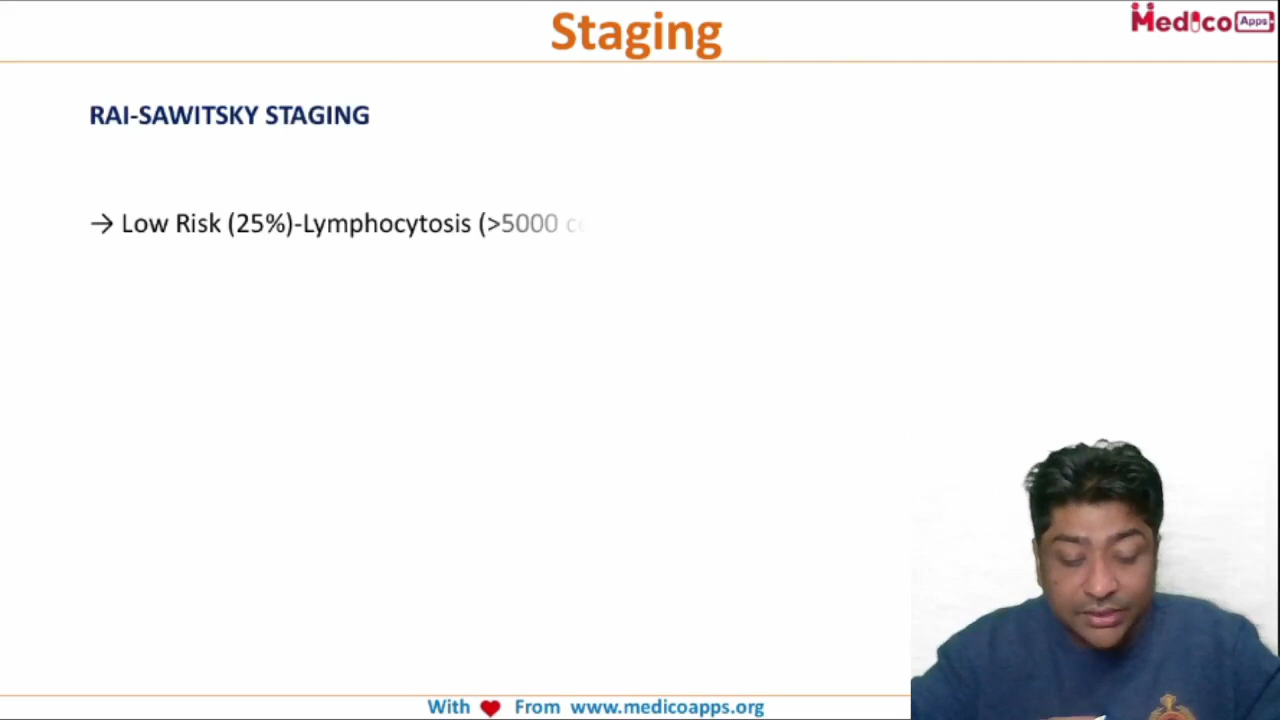 Staging
Medico Apps
RAI-SAWITSKY STAGING
→ Low Risk (25%)-Lymphocytosis (>5000
With ❤ From www.medicoapps.org